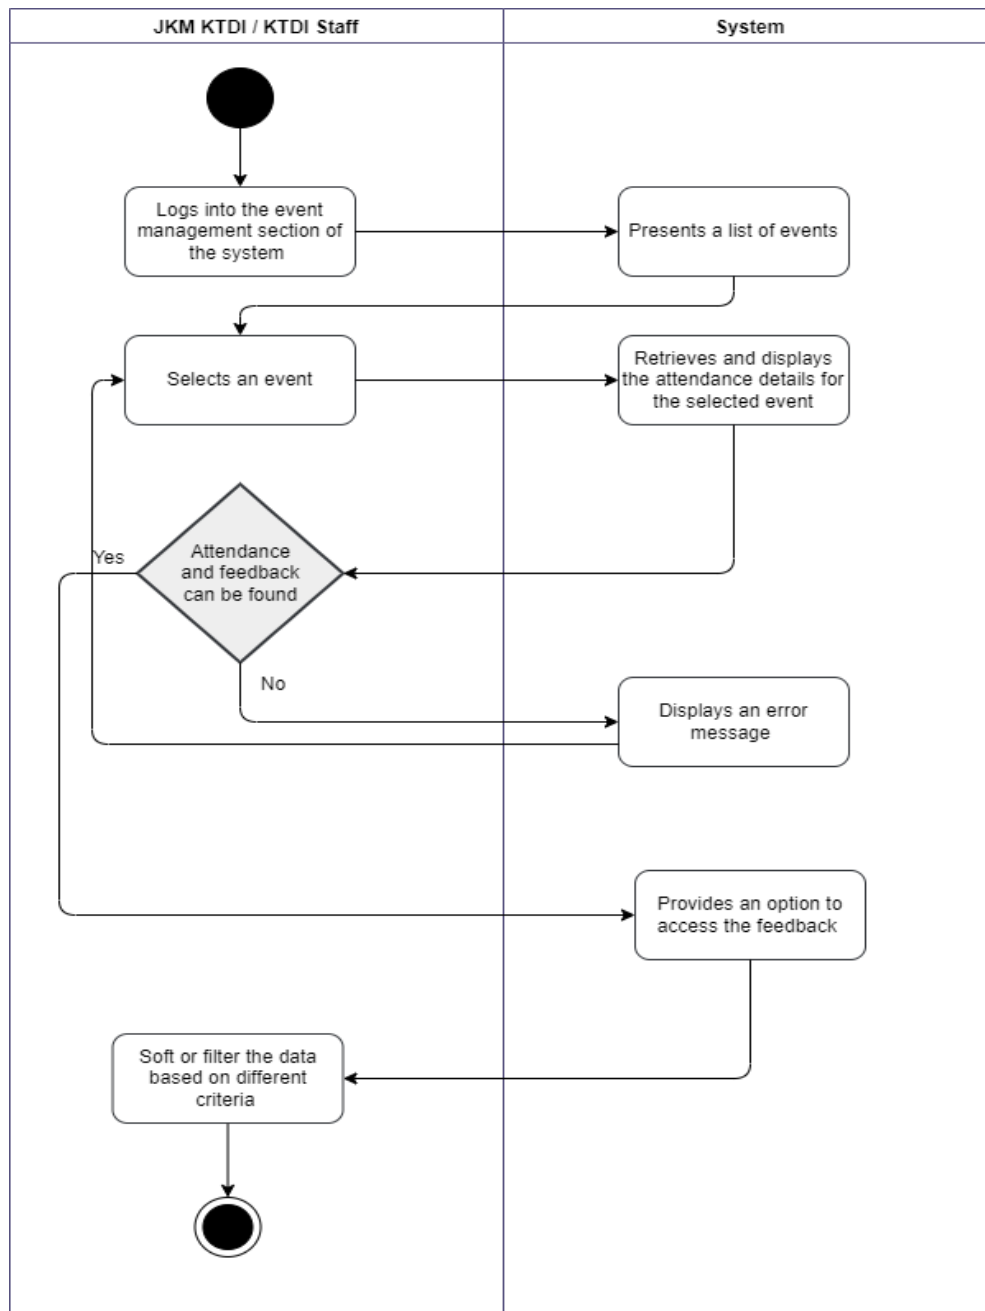 JKM KTDI / KTDI Staff
System
Logs into the event
management section of
the system
Presents a list of events
Selects an event
Retrieves and displays
the attendance details for
the selected event
Yes
Attendance
and feedback
can be found
No
Displays an error
message
Provides an option to
access the feedback
Soft or filter the data
based on different
criteria